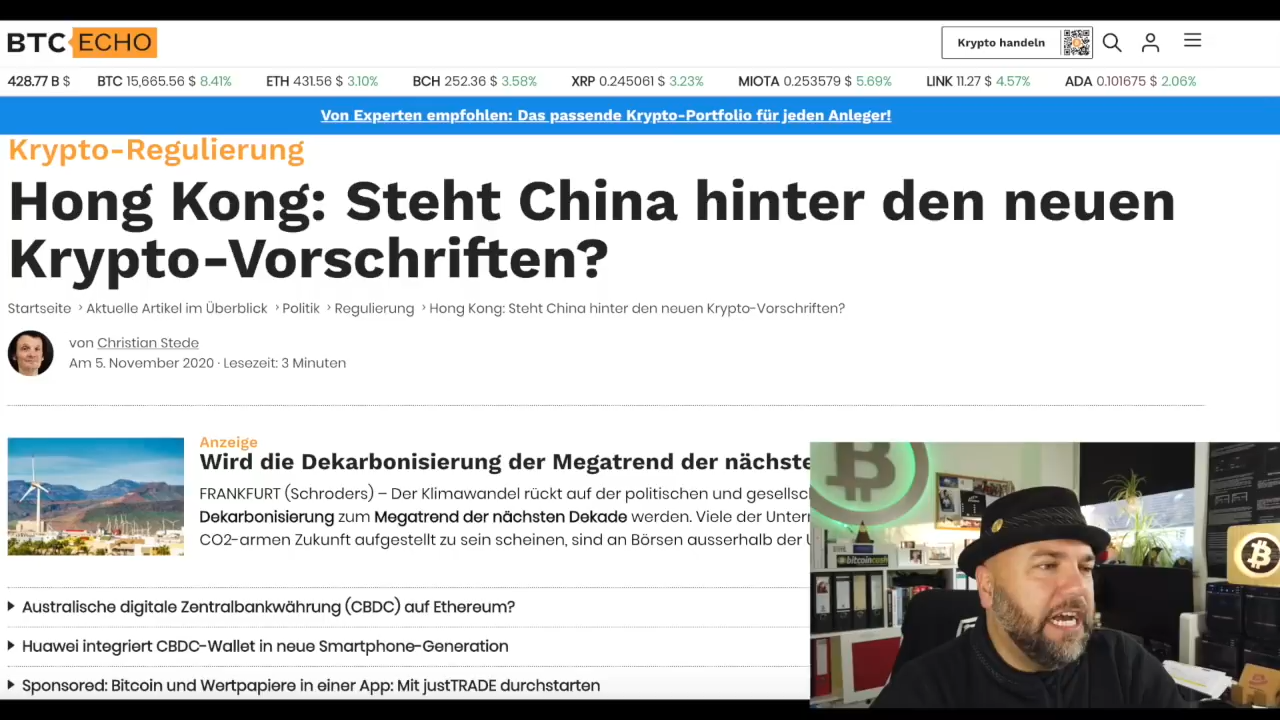 BTC ECHO
Krypto handeln
428.77 B $ BTC 15,665.56 $ 8.41% ETH 431.56 $ 3.10% BCH 252.36 $ 3.58% XRP 0.245061 $ 3.23% MIOTA 0.253579 $ 5.69% LINK 11.27 $ 4.57% ADA 0.101675 $ 2.06%
Von Experten empfohlen: Das passende Krypto-Portfolio für jeden Anleger!
Krypto-Regulierung
Hong Kong: Steht China hinter den neuen
Krypto-Vorschriften?
Startseite › Aktuelle Artikel im Überblick › Politik › Regulierung › Hong Kong: Steht China hinter den neuen Krypto-Vorschriften?
von Christian Stede
Am 5. November 2020 · Lesezeit: 3 Minuten
Anzeige
Wird die Dekarbonisierung der Megatrend der nächste
FRANKFURT (Schroders) – Der Klimawandel rückt auf der politischen und gesellsc
Dekarbonisierung zum Megatrend der nächsten Dekade werden. Viele der Unter
CO2-armen Zukunft aufgestellt zu sein scheinen, sind an Börsen ausserhalb der
Australische digitale Zentralbankwährung (CBDC) auf Ethereum?
Huawei integriert CBDC-Wallet in neue Smartphone-Generation
Sponsored: Bitcoin und Wertpapiere in einer App: Mit justTRADE durchstarten
bitcoincash